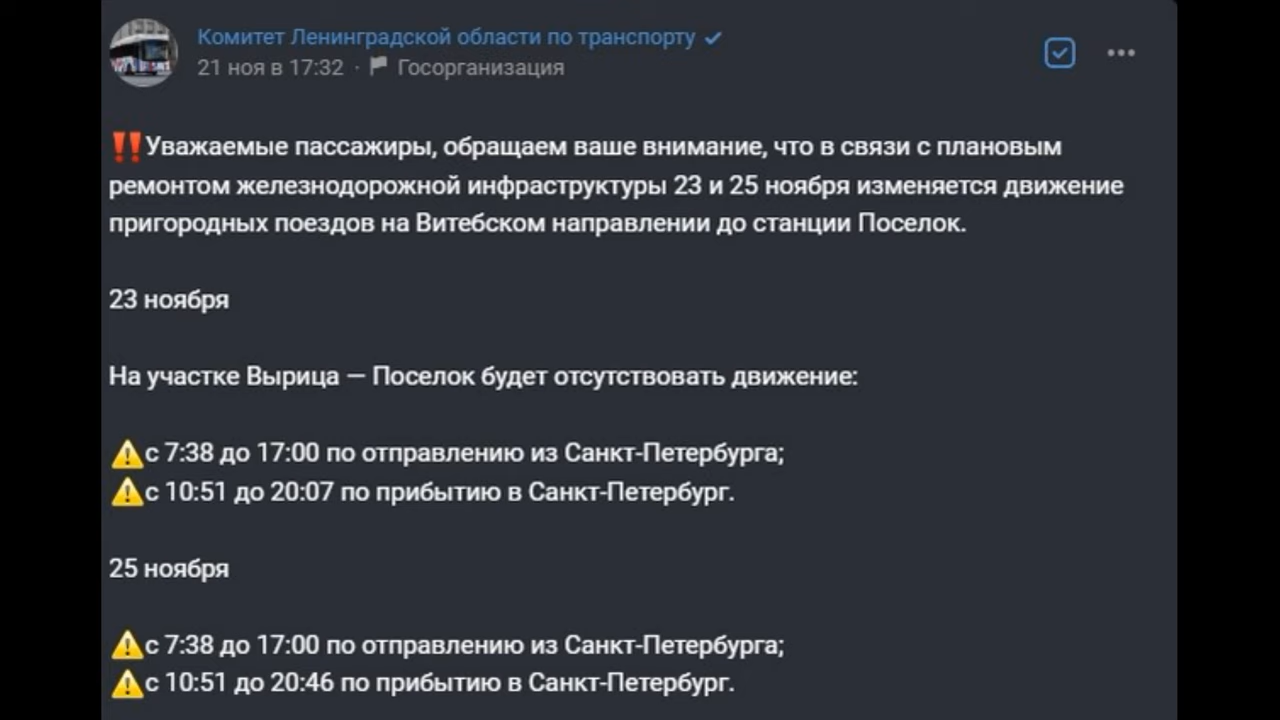 Комитет Ленинградской области по транспорту
21 ноя в 17:32 · Госорганизация
‼️Уважаемые пассажиры, обращаем ваше внимание, что в связи с плановым
ремонтом железнодорожной инфраструктуры 23 и 25 ноября изменяется движение
пригородных поездов на Витебском направлении до станции Поселок.
23 ноября
На участке Вырица — Поселок будет отсутствовать движение:
⚠️с 7:38 до 17:00 по отправлению из Санкт-Петербурга;
⚠️с 10:51 до 20:07 по прибытию в Санкт-Петербург.
25 ноября
⚠️с 7:38 до 17:00 по отправлению из Санкт-Петербурга;
⚠️с 10:51 до 20:46 по прибытию в Санкт-Петербург.